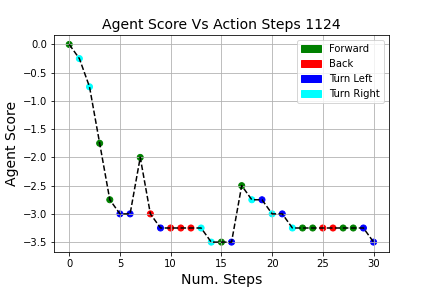 Agent Score Vs Action Steps 1124
Agent Score
0.0
−0.5
−1.0
−1.5
−2.0
−2.5
−3.0
−3.5
Forward
Back
Turn Left
Turn Right
0 5 10 15 20 25 30
Num. Steps